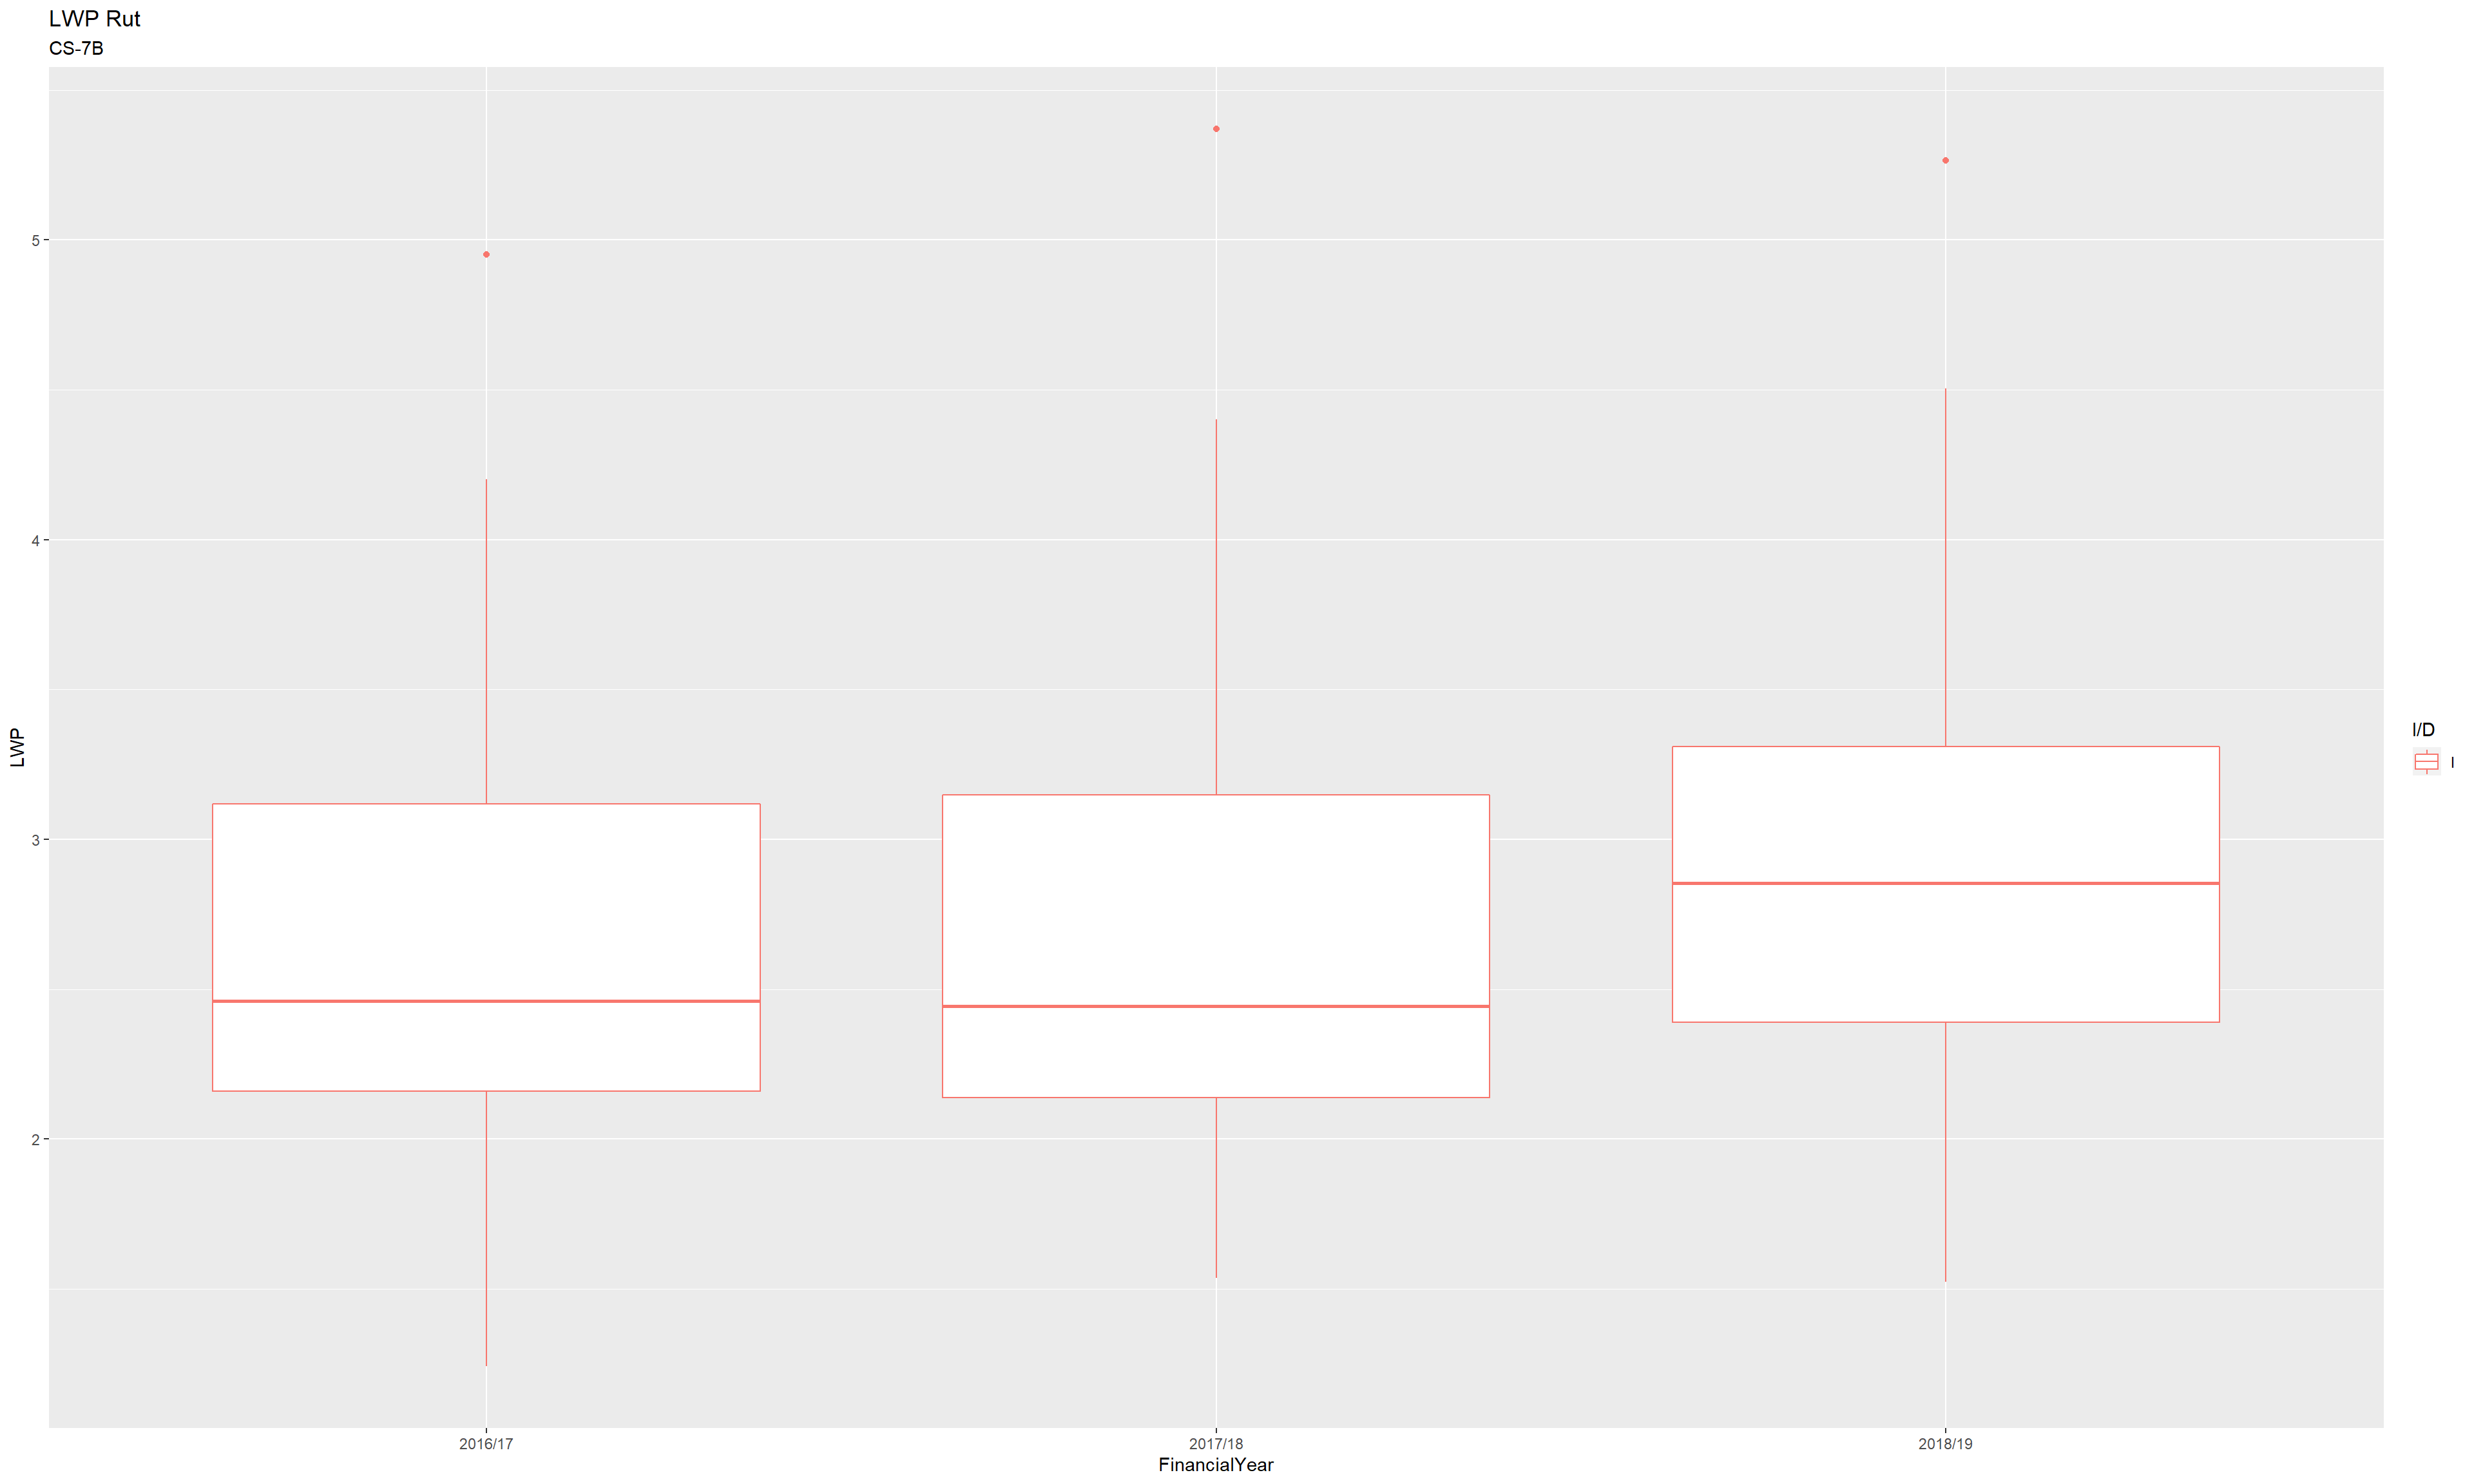 LWP Rut
CS-7B
5
4
3
2
LWP
2016/17
2017/18
2018/19
FinancialYear
I/D
I